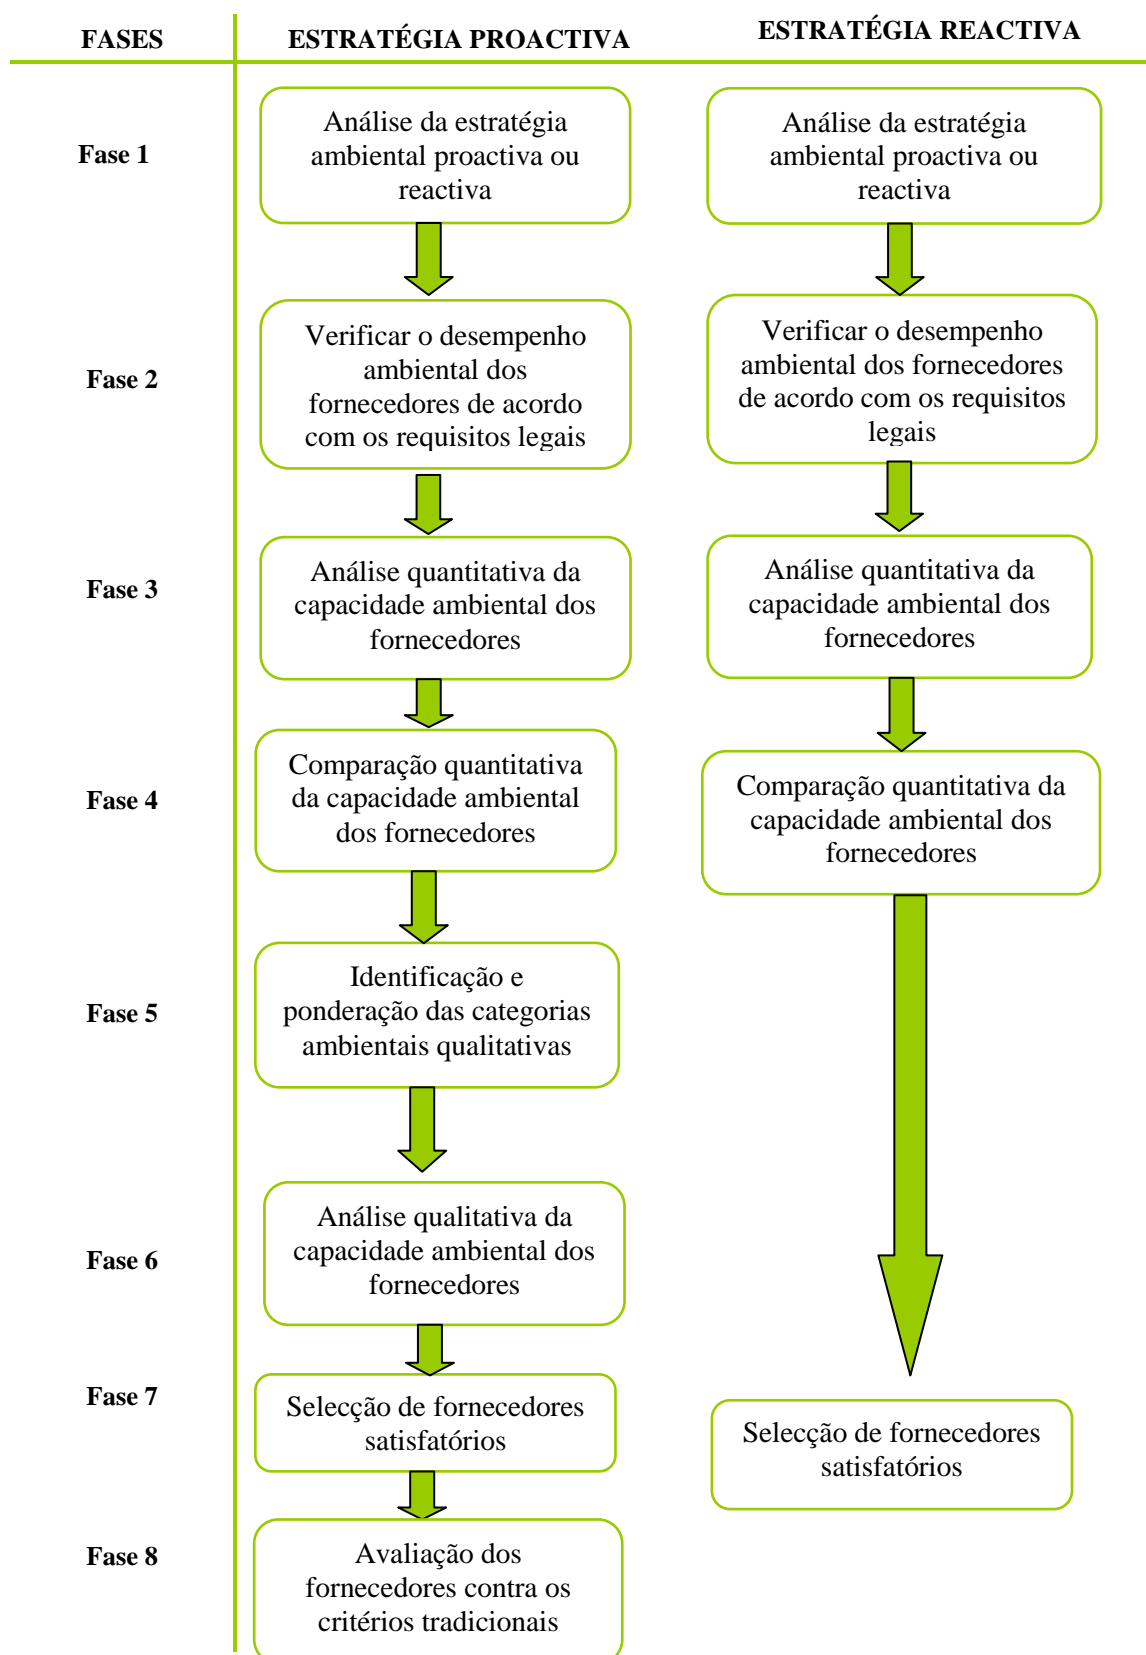 FASES
ESTRATÉGIA PROACTIVA
ESTRATÉGIA REACTIVA
Fase 1
Análise da estratégia
ambiental proactiva ou
reactiva
Análise da estratégia
ambiental proactiva ou
reactiva
Fase 2
Verificar o desempenho
ambiental dos
fornecedores de acordo
com os requisitos legais
Verificar o desempenho
ambiental dos fornecedores
de acordo com os requisitos
legais
Fase 3
Análise quantitativa da
capacidade ambiental dos
fornecedores
Análise quantitativa da
capacidade ambiental dos
fornecedores
Fase 4
Comparação quantitativa
da capacidade ambiental
dos fornecedores
Comparação quantitativa da
capacidade ambiental dos
fornecedores
Fase 5
Identificação e
ponderação das categorias
ambientais qualitativas
Fase 6
Análise qualitativa da
capacidade ambiental dos
fornecedores
Fase 7
Selecção de fornecedores
satisfatórios
Selecção de fornecedores
satisfatórios
Fase 8
Avaliação dos
fornecedores contra os
critérios tradicionais